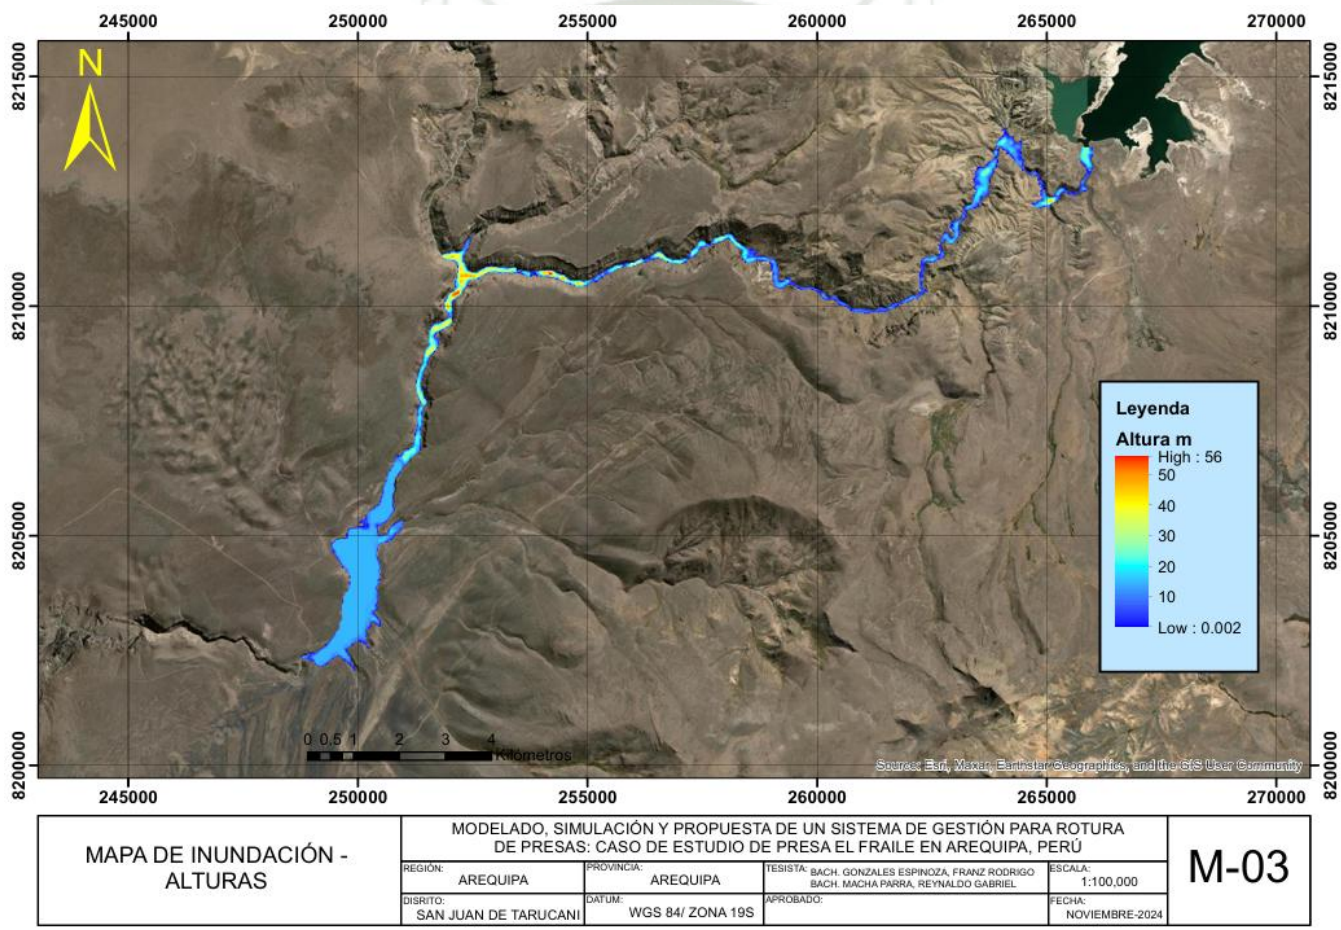 245000 250000 255000 260000 265000 270000
8215000 8215000
N
8210000 8210000
Leyenda
Altura m
High : 56
50
40
30
20
10
Low : 0.002
8205000 8205000
0 0.5 1 2 3 4
Kilómetros
Source: Esri, Maxar, Earthstar Geographics, and the GIS User Community
8200000 8200000
245000 250000 255000 260000 265000 270000
MAPA DE INUNDACIÓN -
ALTURAS
MODELADO, SIMULACIÓN Y PROPUESTA DE UN SISTEMA DE GESTIÓN PARA ROTURA
DE PRESAS: CASO DE ESTUDIO DE PRESA EL FRAILE EN AREQUIPA, PERÚ
REGIÓN: AREQUIPA
PROVINCIA: AREQUIPA
TESISTA: BACH. GONZALES ESPINOZA, FRANZ RODRIGO
BACH. MACHA PARRA, REYNALDO GABRIEL
ESCALA: 1:100,000
DISRITO: SAN JUAN DE TARUCANI
DATUM: WGS 84/ ZONA 19S
APROBADO:
FECHA: NOVIEMBRE-2024
M-03